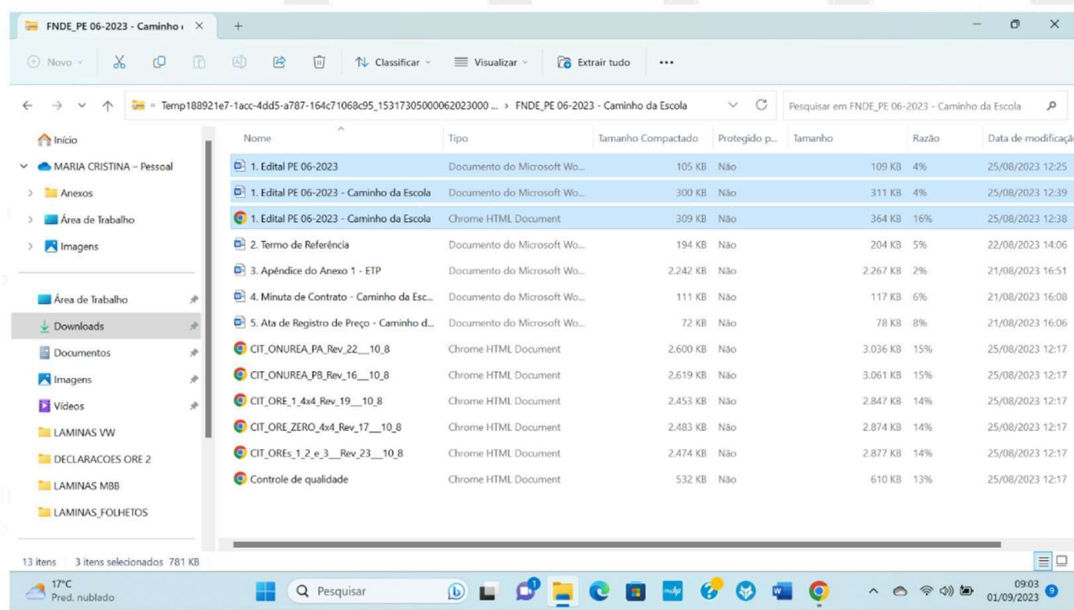 FNDE_PE 06-2023 - Caminho
Novo
Classificar
Visualizar
Extrair tudo
Temp188921e7-1acc-4dd5-a787-164c71068c95_15317305000062023000 ... > FNDE_PE 06-2023 - Caminho da Escola
Pesquisar em FNDE_PE 06-2023 - Caminho da Escola
Início
MARIA CRISTINA – Pessoal
Anexos
Área de Trabalho
Imagens
Área de Trabalho
Downloads
Documentos
Imagens
Vídeos
LAMINAS VW
DECLARACOES ORE 2
LAMINAS MBB
LAMINAS_FOLHETOS
Nome Tipo Tamanho Compactado Protegido p... Tamanho Razão Data de modificaçã
1. Edital PE 06-2023 Documento do Microsoft Wo... 105 KB Não 109 KB 4% 25/08/2023 12:25
1. Edital PE 06-2023 - Caminho da Escola Documento do Microsoft Wo... 300 KB Não 311 KB 4% 25/08/2023 12:39
1. Edital PE 06-2023 - Caminho da Escola Chrome HTML Document 309 KB Não 364 KB 16% 25/08/2023 12:38
2. Termo de Referência Documento do Microsoft Wo... 194 KB Não 204 KB 5% 22/08/2023 14:06
3. Apêndice do Anexo 1 - ETP Documento do Microsoft Wo... 2.242 KB Não 2.267 KB 2% 21/08/2023 16:51
4. Minuta de Contrato - Caminho da Esc... Documento do Microsoft Wo... 111 KB Não 117 KB 6% 21/08/2023 16:08
5. Ata de Registro de Preço - Caminho d... Documento do Microsoft Wo... 72 KB Não 78 KB 8% 21/08/2023 16:06
CIT_ONUREA_PA_Rev_22__10_8 Chrome HTML Document 2.600 KB Não 3.036 KB 15% 25/08/2023 12:17
CIT_ONUREA_PB_Rev_16__10_8 Chrome HTML Document 2.619 KB Não 3.061 KB 15% 25/08/2023 12:17
CIT_ORE_1_4x4_Rev_19__10_8 Chrome HTML Document 2.453 KB Não 2.847 KB 14% 25/08/2023 12:17
CIT_ORE_ZERO_4x4_Rev_17__10_8 Chrome HTML Document 2.483 KB Não 2.874 KB 14% 25/08/2023 12:17
CIT_OREs_1_2_e_3__Rev_23__10_8 Chrome HTML Document 2.474 KB Não 2.877 KB 14% 25/08/2023 12:17
Controle de qualidade Chrome HTML Document 532 KB Não 610 KB 13% 25/08/2023 12:17
13 itens 3 itens selecionados 781 KB
17°C
Pred. nublado
Pesquisar
09:03
01/09/2023